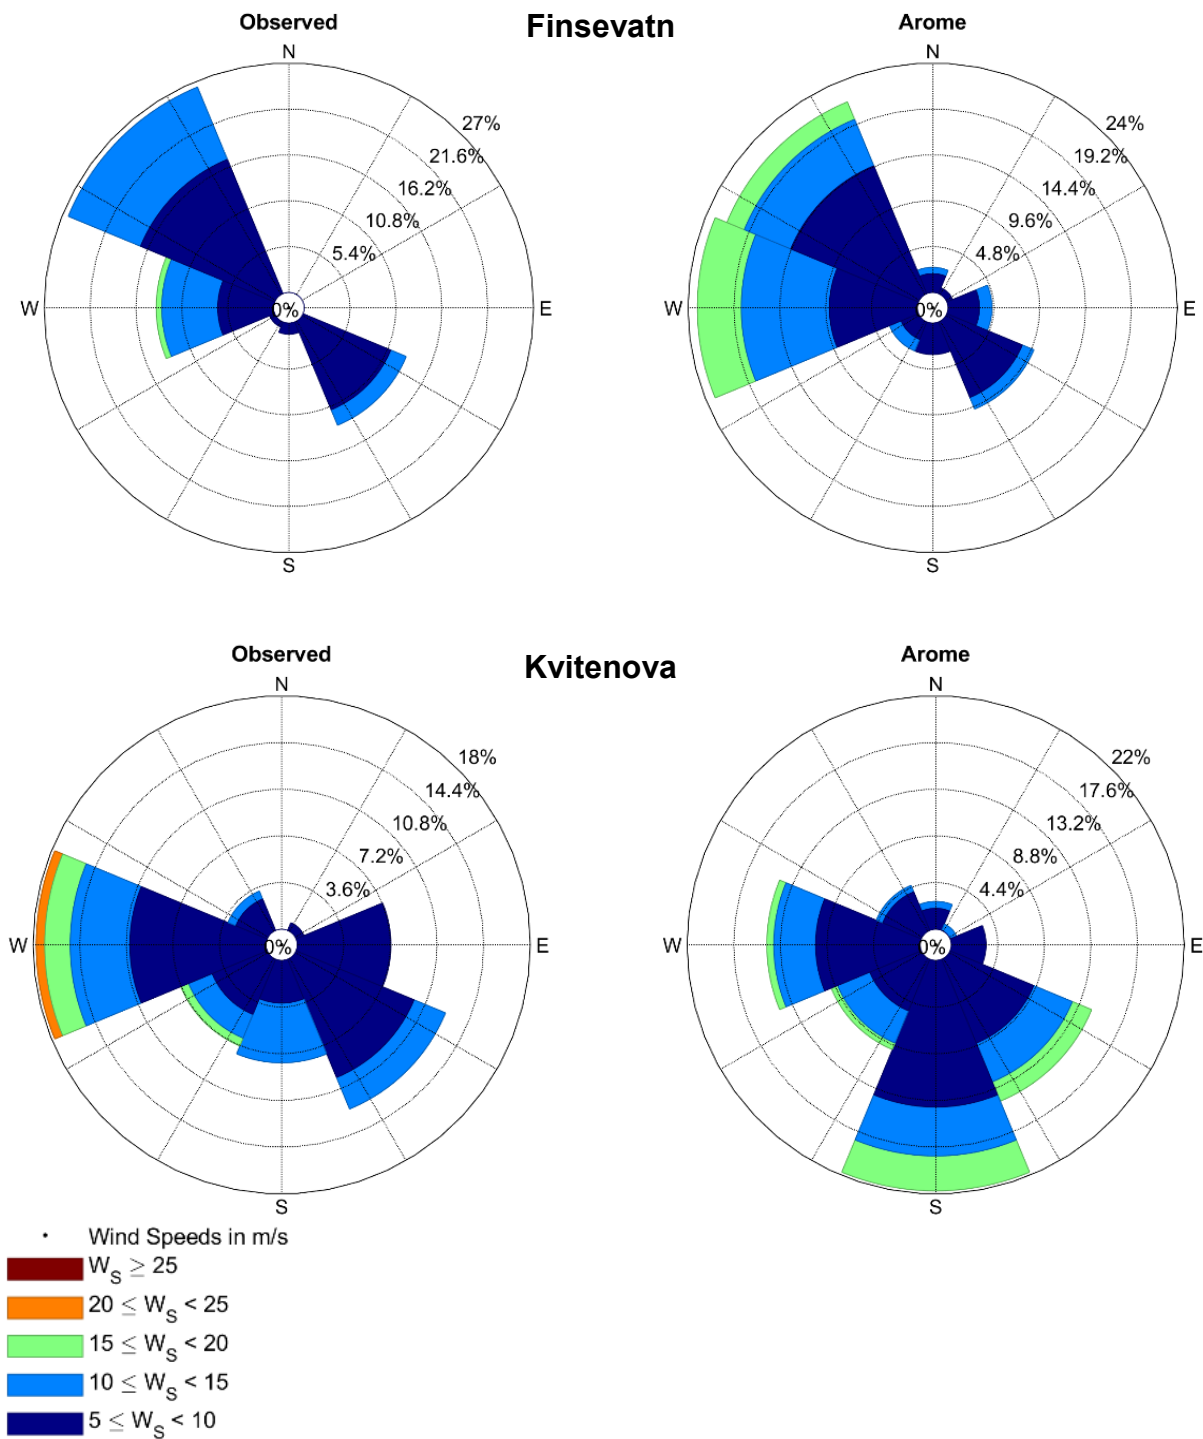 Observed
Finsevatn
Arome
N
27%
21.6%
16.2%
10.8%
5.4%
0%
W
E
S
N
24%
19.2%
14.4%
9.6%
4.8%
0%
W
E
S
Observed
Kvitenova
Arome
N
18%
14.4%
10.8%
7.2%
3.6%
0%
W
E
S
N
22%
17.6%
13.2%
8.8%
4.4%
0%
W
E
S
Wind Speeds in m/s
W_S ≥ 25
20 ≤ W_S < 25
15 ≤ W_S < 20
10 ≤ W_S < 15
5 ≤ W_S < 10